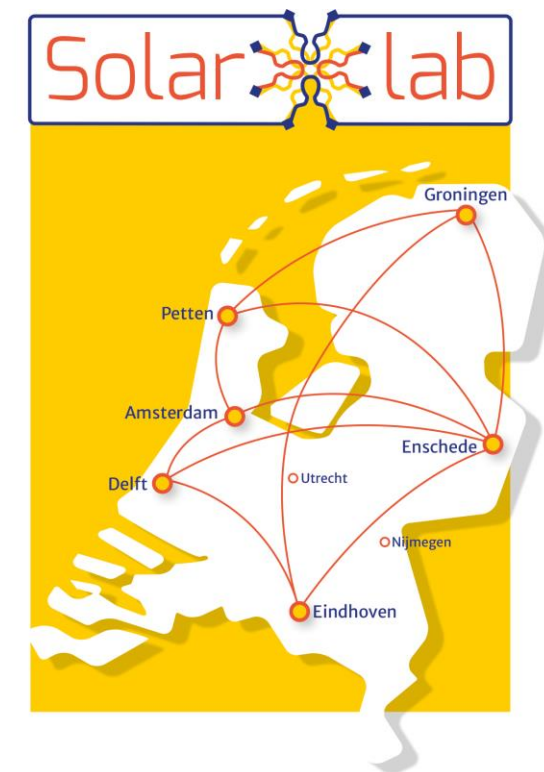 Solar lab
Groningen
Petten
Amsterdam
Enschede
Delft
Utrecht
Nijmegen
Eindhoven